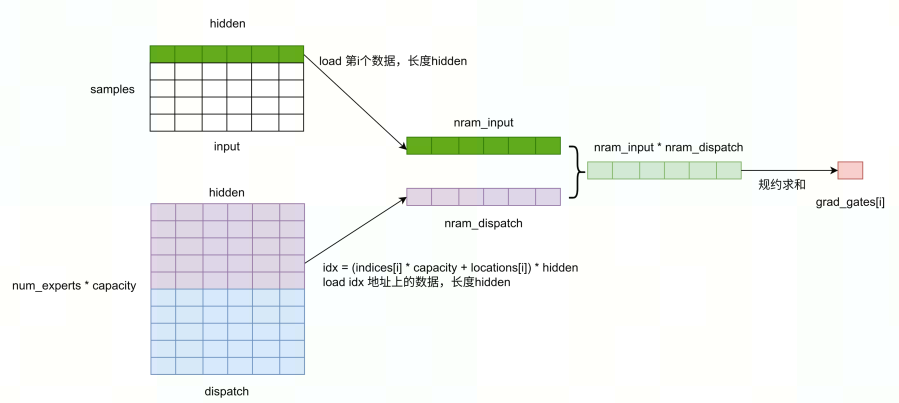 hidden
load 第i个数据，长度hidden
samples
input
nram_input
nram_input * nram_dispatch
规约求和
grad_gates[i]
hidden
nram_dispatch
idx = (indices[i] * capacity + locations[i]) * hidden
load idx 地址上的数据，长度hidden
num_experts * capacity
dispatch